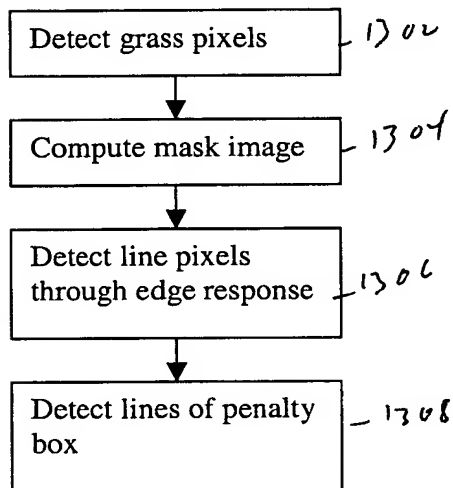 Detect grass pixels
1302
Compute mask image
1304
Detect line pixels
through edge response
1306
Detect lines of penalty
box
1308